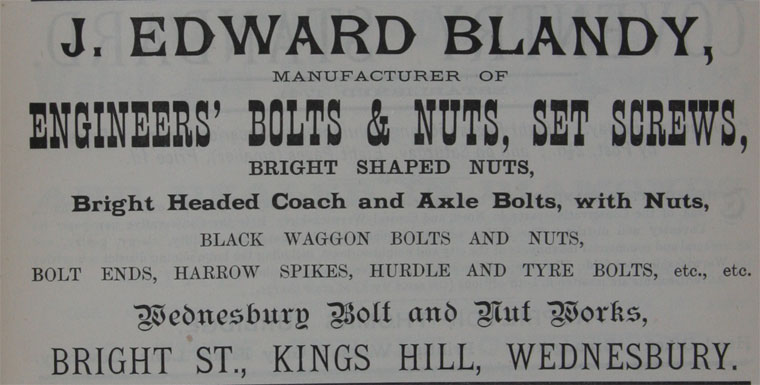 J. EDWARD BLANDY,
MANUFACTURER OF
ENGINEERS' BOLTS & NUTS, SET SCREWS,
BRIGHT SHAPED NUTS,
Bright Headed Coach and Axle Bolts, with Nuts,
BLACK WAGGON BOLTS AND NUTS,
BOLT ENDS, HARROW SPIKES, HURDLE AND TYRE BOLTS, etc., etc.
Wednesbury Bolt and Nut Works,
BRIGHT ST., KINGS HILL, WEDNESBURY.